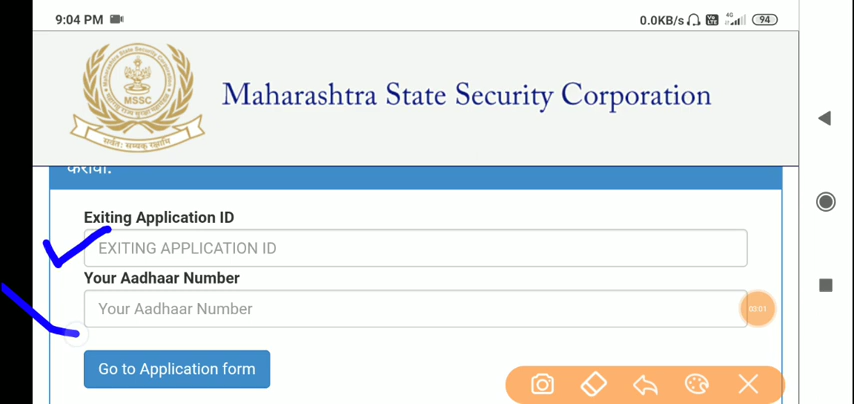 9:04 PM
0.0KB/s
4G
94
MSSC
Maharashtra State Security Corporation
करावा.
Exiting Application ID
EXITING APPLICATION ID
Your Aadhaar Number
Your Aadhaar Number
03:01
Go to Application form